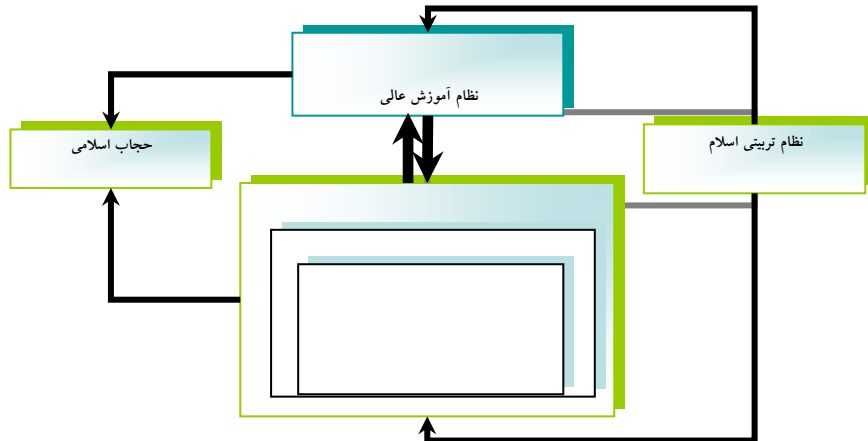 نظام آموزش عالی
نظام تربیتی اسلام
حجاب اسلامی